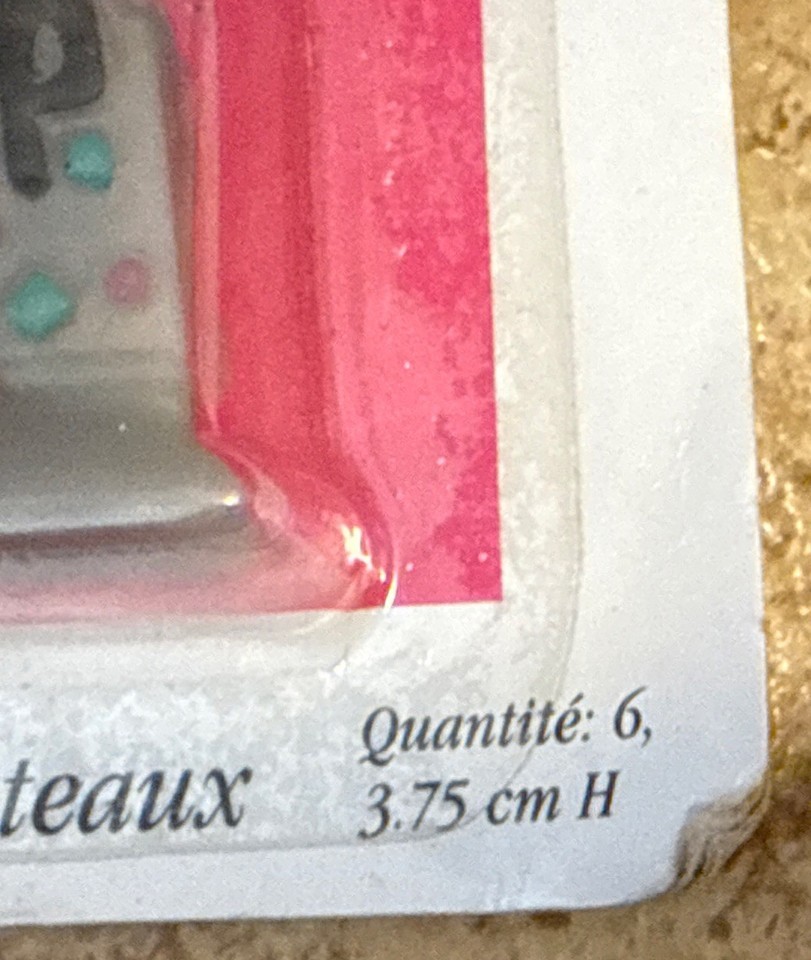 p
Quantité: 6,
teaux
3.75 cm H